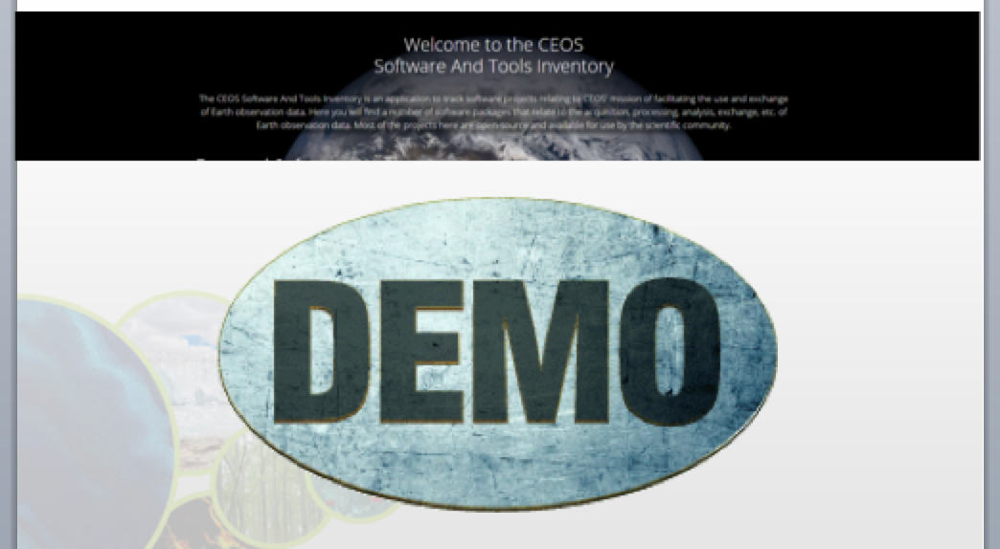 Welcome to the CEOS
Software And Tools Inventory
The CEOS Software And Tools Inventory is an application to track software projects relating to CEOS' mission of facilitating the use and exchange
of Earth observation data. Here you will find a number of software packages that relate to the acquisition, processing, analysis, exchange, etc. of
Earth observation data. Most of the projects here are open-source and available for use by the scientific community.
DEMO